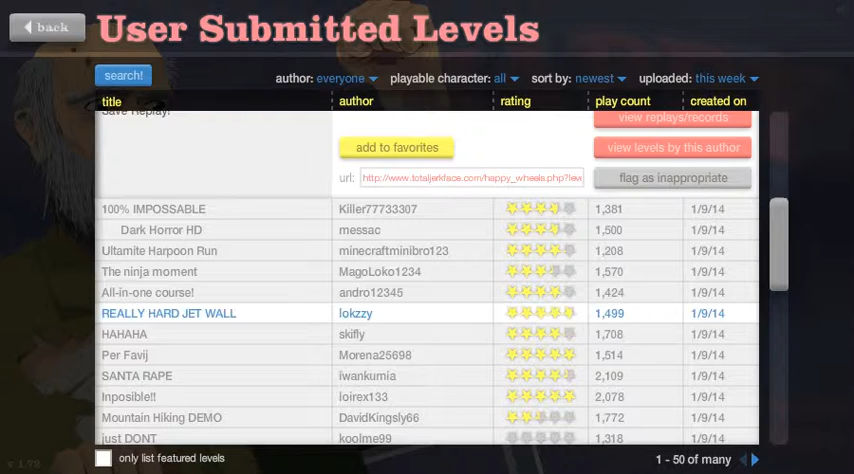 back
User Submitted Levels
search!
author: everyone playable character: all sort by: newest uploaded: this week
title author rating play count created on
Save Replay!
view replays/records
add to favorites view levels by this author
url: http://www.totaljerkface.com/happy_wheels.php?lev flag as inappropriate
100% IMPOSSABLE Killer77733307 1,381 1/9/14
Dark Horror HD messac 1,500 1/9/14
Ultamite Harpoon Run minecraftminibro123 1,208 1/9/14
The ninja moment MagoLoko1234 1,570 1/9/14
All-in-one course! andro12345 1,424 1/9/14
REALLY HARD JET WALL lokzzy 1,499 1/9/14
HAHAHA skifly 1,708 1/9/14
Per Favij Morena25698 1,514 1/9/14
SANTA RAPE iwankumia 2,109 1/9/14
Inposible!! loirex133 2,078 1/9/14
Mountain Hiking DEMO DavidKingsly66 1,772 1/9/14
just DONT koolme99 1,318 1/9/14
only list featured levels 1 - 50 of many
v 1.72